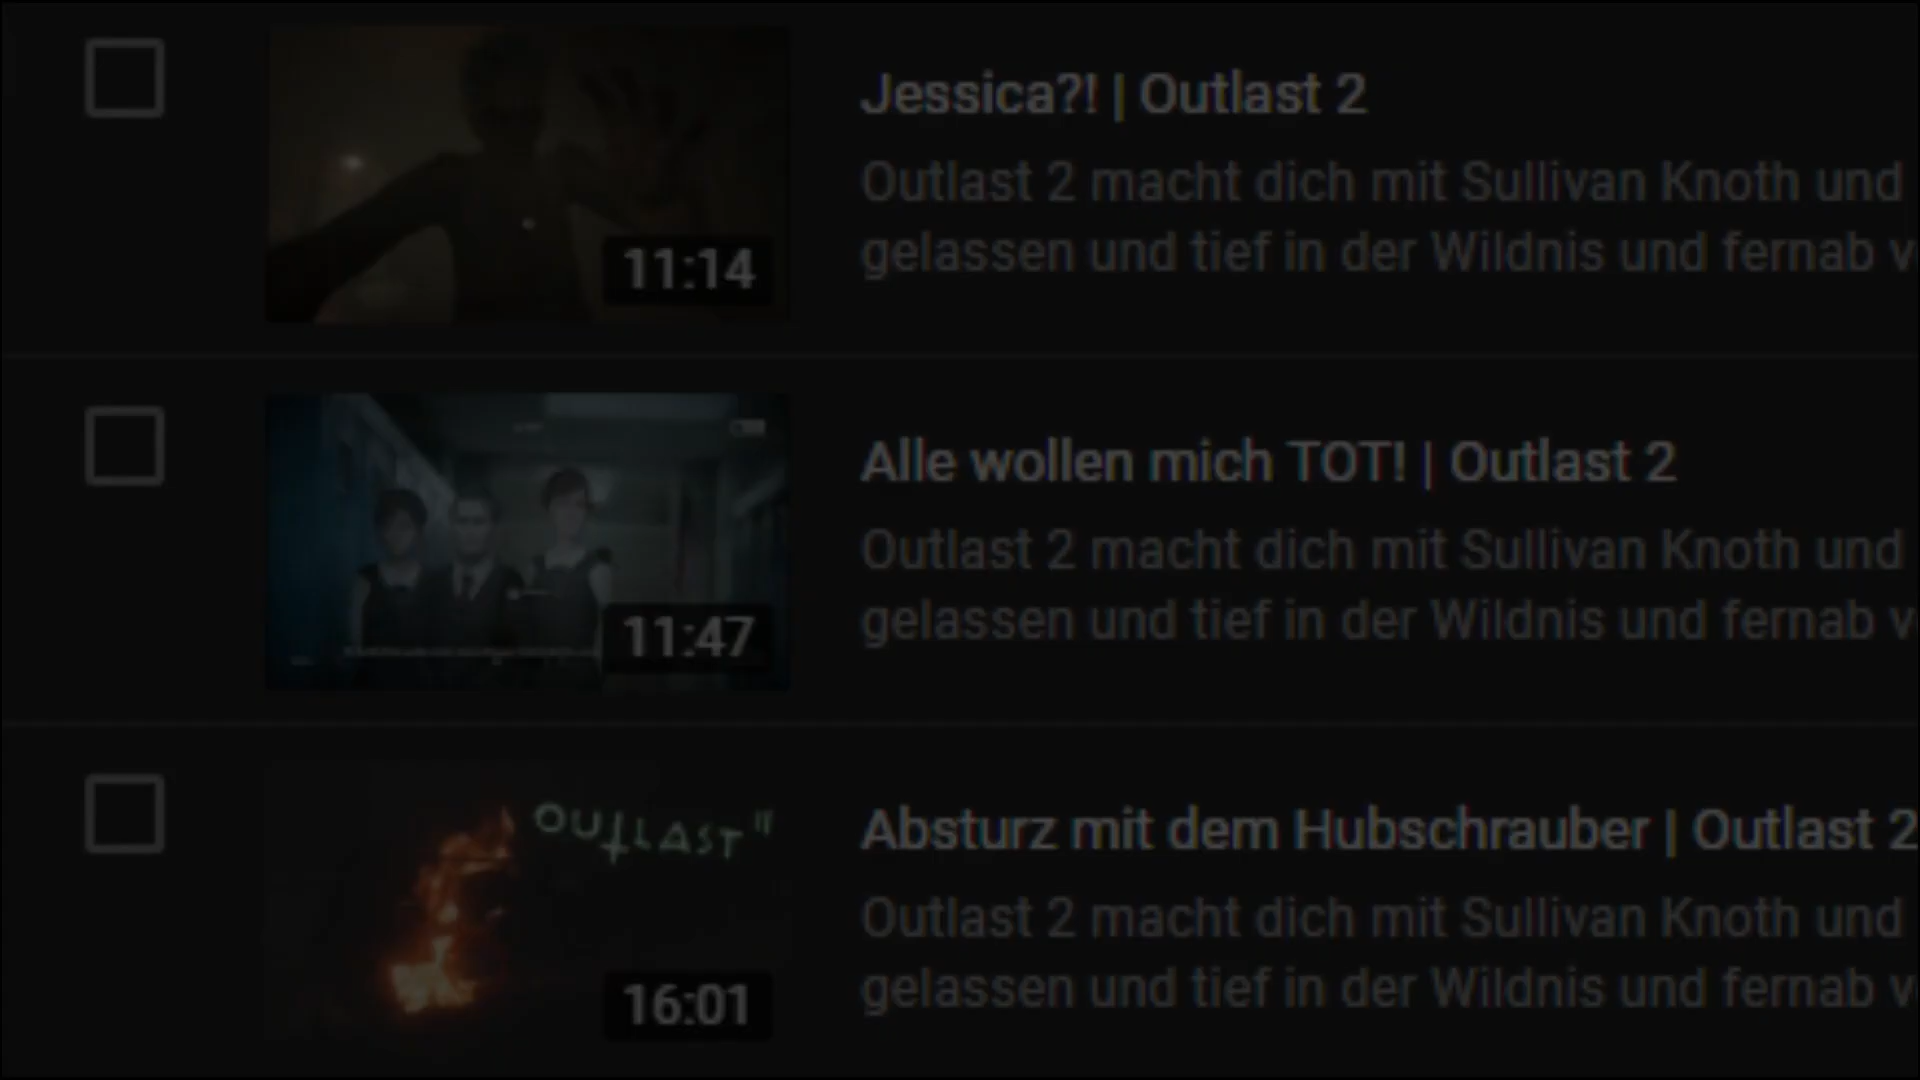 Jessica?! | Outlast 2
Outlast 2 macht dich mit Sullivan Knoth und
gelassen und tief in der Wildnis und fernab v
11:14
Alle wollen mich TOT! | Outlast 2
Outlast 2 macht dich mit Sullivan Knoth und
gelassen und tief in der Wildnis und fernab v
11:47
OUTLAST II
Absturz mit dem Hubschrauber | Outlast 2
Outlast 2 macht dich mit Sullivan Knoth und
gelassen und tief in der Wildnis und fernab v
16:01